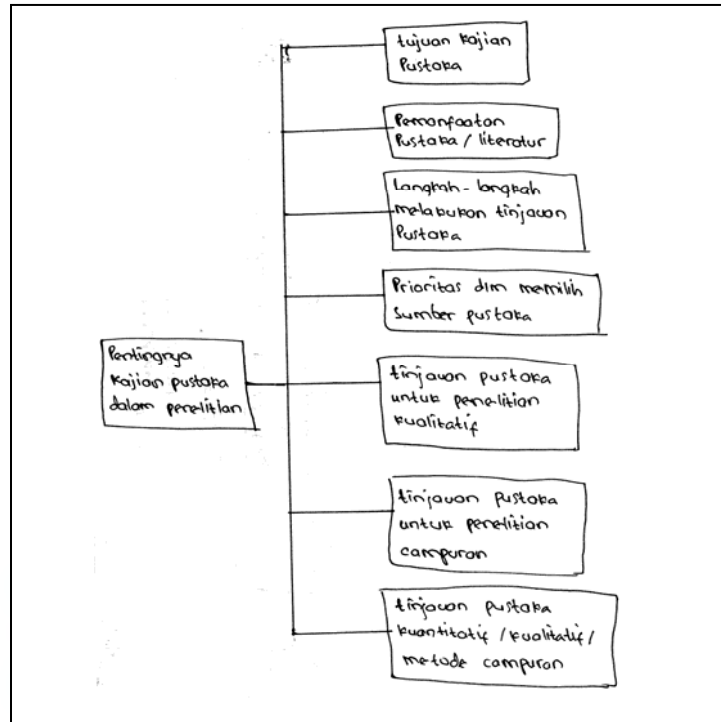 tujuan kajian
Pustaka
Pemanfaatan
Pustaka / literatur
Langkah-langkah
melakukan tinjauan
Pustaka
Prioritas dlm memilih
Sumber pustaka
Pentingnya
Kajian pustaka
dalam penelitian
tinjauan pustaka
untuk penelitian
kualitatif
tinjauan pustaka
untuk penelitian
campuran
tinjauan pustaka
kuantitatif / kualitatif /
metode campuran